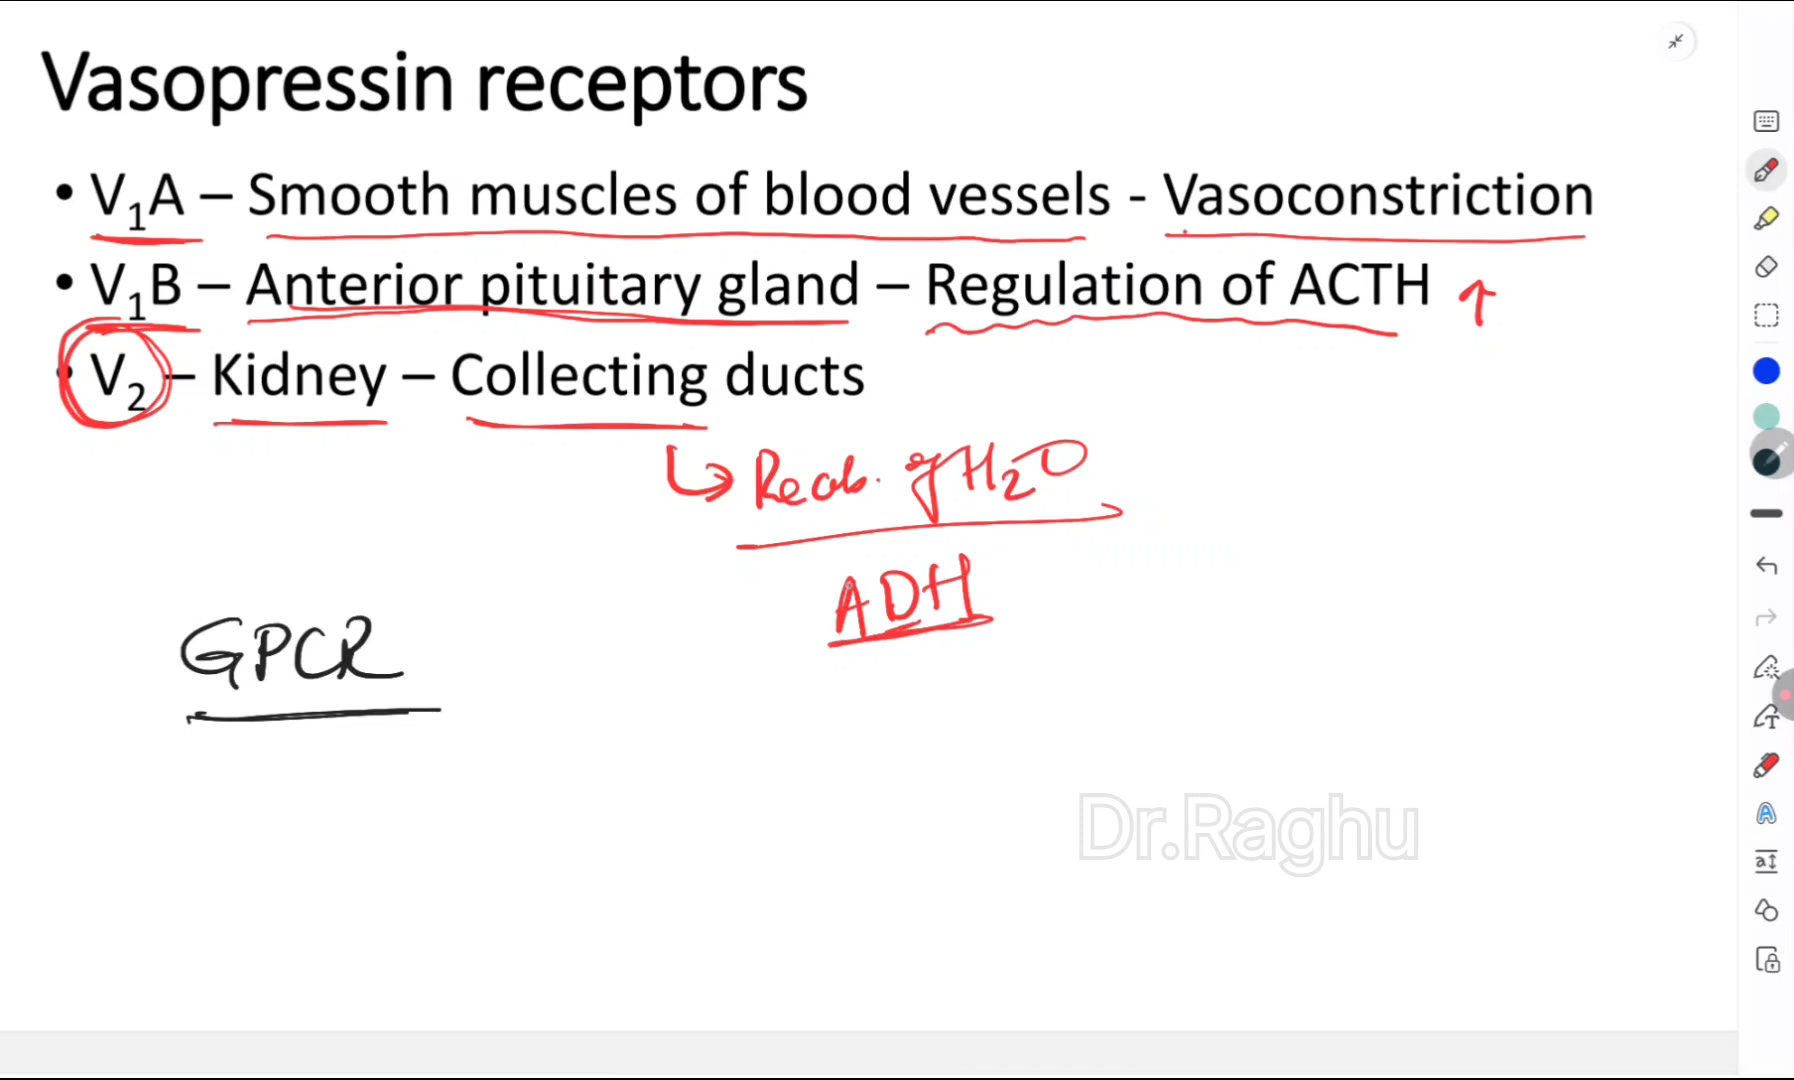 Vasopressin receptors
• V₁A – Smooth muscles of blood vessels - Vasoconstriction
• V₁B – Anterior pituitary gland – Regulation of ACTH ↑
• V₂ – Kidney – Collecting ducts
↳ Reab. of H₂O
ADH
GPCR
Dr.Raghu